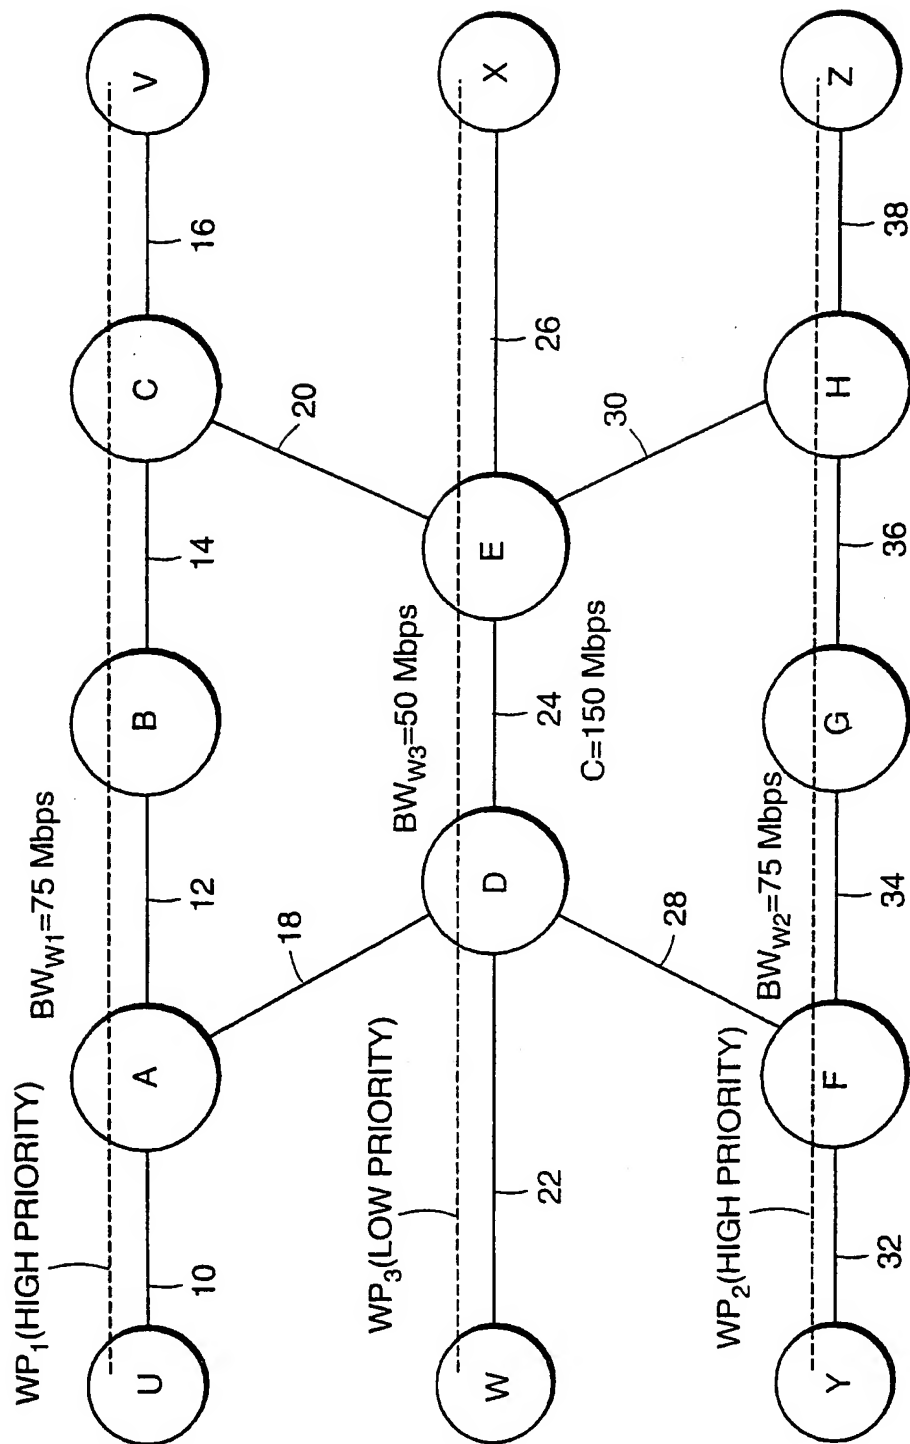 WP1(HIGH PRIORITY)
BWW1=75 Mbps
U
A
B
C
V
10
12
14
16
18
20
WP3(LOW PRIORITY)
BWW3=50 Mbps
W
D
E
X
22
24
26
C=150 Mbps
28
30
WP2(HIGH PRIORITY)
BWW2=75 Mbps
Y
F
G
H
Z
32
34
36
38